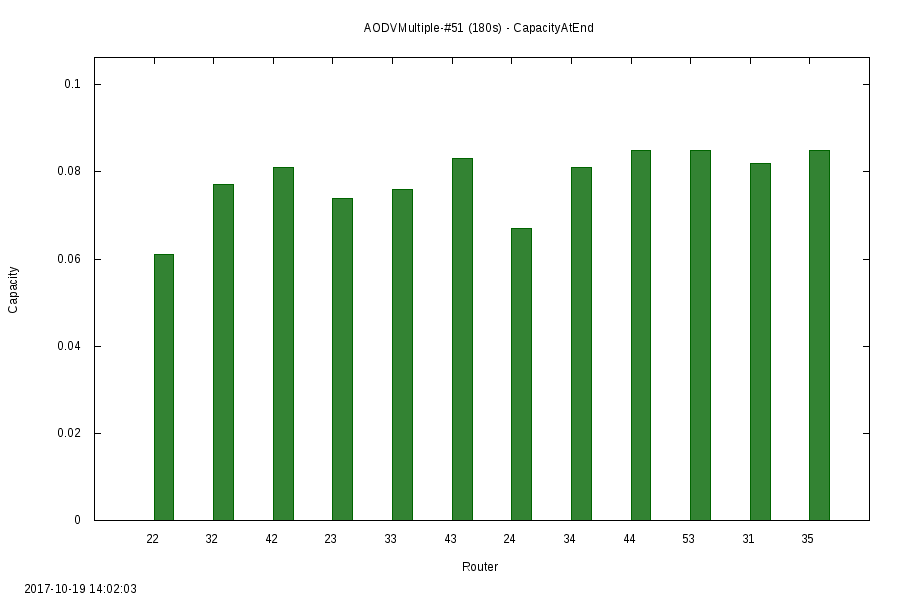 AODVMultiple-#51 (180s) - CapacityAtEnd
0.1
0.08
0.06
0.04
0.02
0
Capacity
22 32 42 23 33 43 24 34 44 53 31 35
Router
2017-10-19 14:02:03